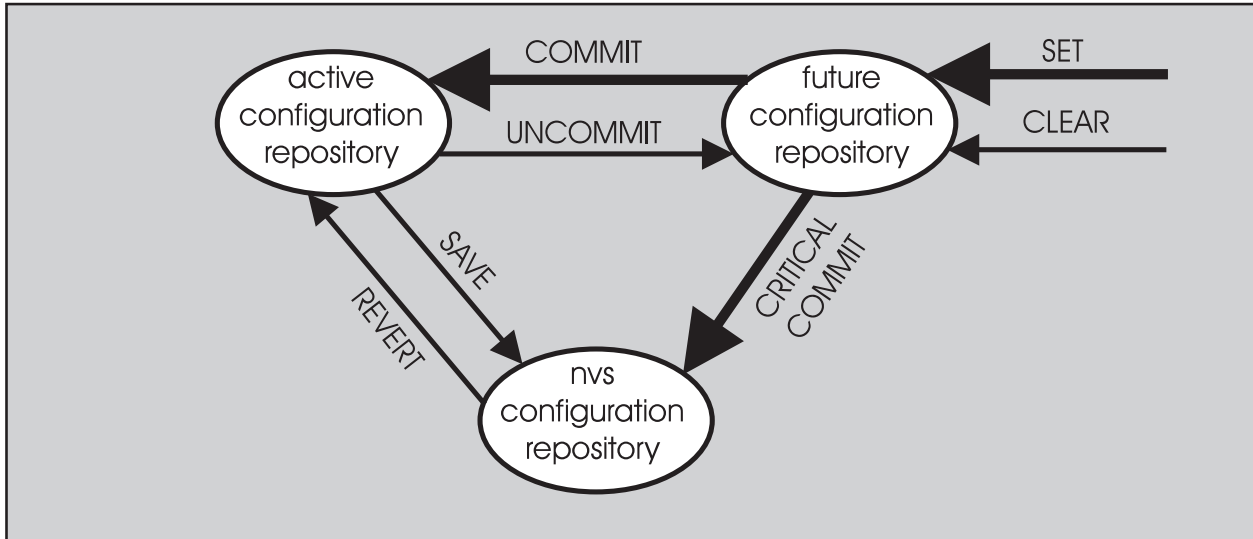 COMMIT
SET
active
configuration
repository
future
configuration
repository
UNCOMMIT
CLEAR
SAVE
REVERT
CRITICAL
COMMIT
nvs
configuration
repository